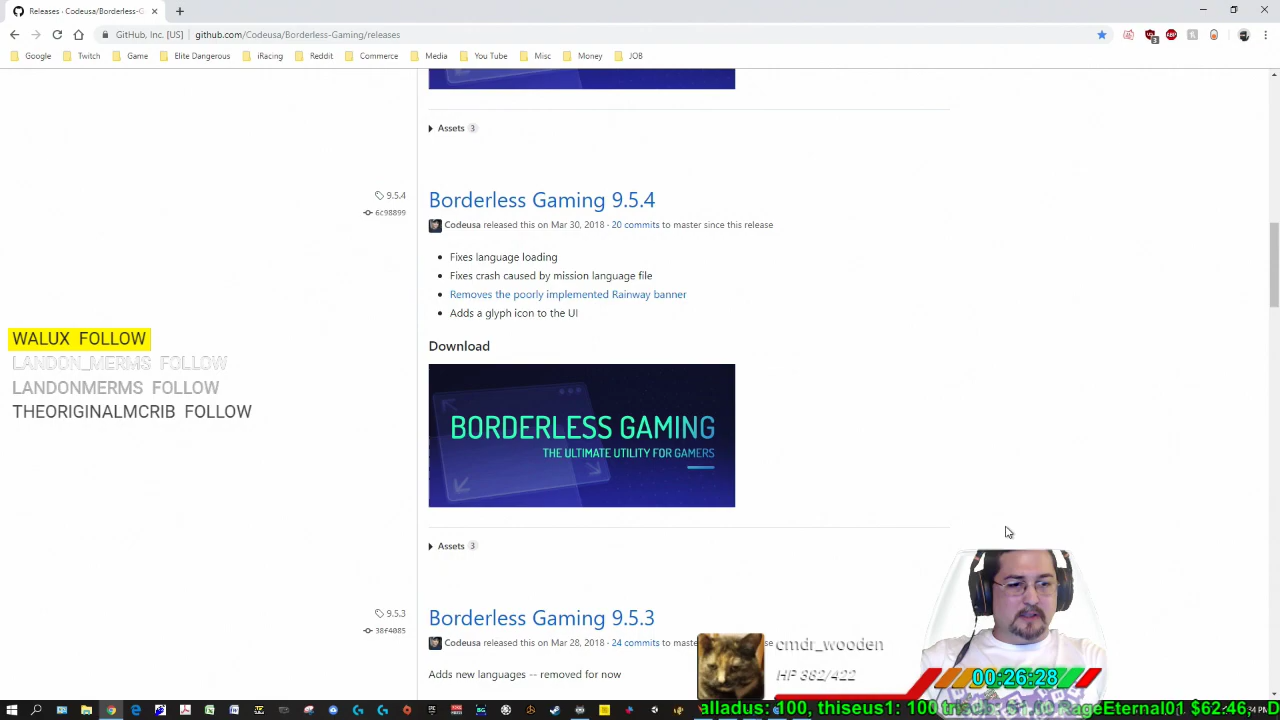 Releases · Codeusa/Borderless-G
GitHub, Inc. [US] github.com/Codeusa/Borderless-Gaming/releases
Google Twitch Game Elite Dangerous iRacing Reddit Commerce Media You Tube Misc Money JOB
Assets 3
9.5.4
6c98899
Borderless Gaming 9.5.4
Codeusa released this on Mar 30, 2018 · 20 commits to master since this release
Fixes language loading
Fixes crash caused by mission language file
Removes the poorly implemented Rainway banner
Adds a glyph icon to the UI
Download
BORDERLESS GAMING
THE ULTIMATE UTILITY FOR GAMERS
WALUX FOLLOW
LANDON_MERMS FOLLOW
LANDONMERMS FOLLOW
THEORIGINALMCRIB FOLLOW
Assets 3
9.5.3
38f4085
Borderless Gaming 9.5.3
Codeusa released this on Mar 28, 2018 · 24 commits to
Adds new languages -- removed for now
cmdr_wooden
HP 382/422
00:26:28
alladus: 100, thiseus1: 100 RageEternal01 $62.46,